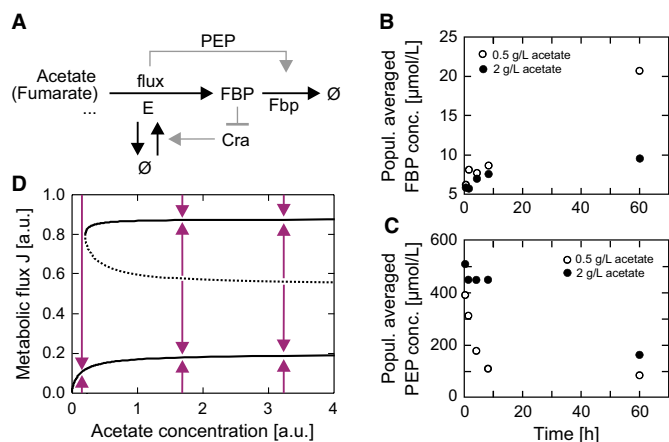 A
PEP
Acetate
(Fumarate)
...
flux
E
FBP
Fbp
Ø
Cra
Ø
B
Popul. averaged
FBP conc. [µmol/L]
25
20
15
10
5
0.5 g/L acetate
2 g/L acetate
0 20 40 60
C
Popul. averaged
PEP conc. [µmol/L]
600
400
200
0
0.5 g/L acetate
2 g/L acetate
0 20 40 60
Time [h]
D
Metabolic flux J [a.u.]
1.0
0.8
0.6
0.4
0.2
0.0
0 1 2 3 4
Acetate concentration [a.u.]